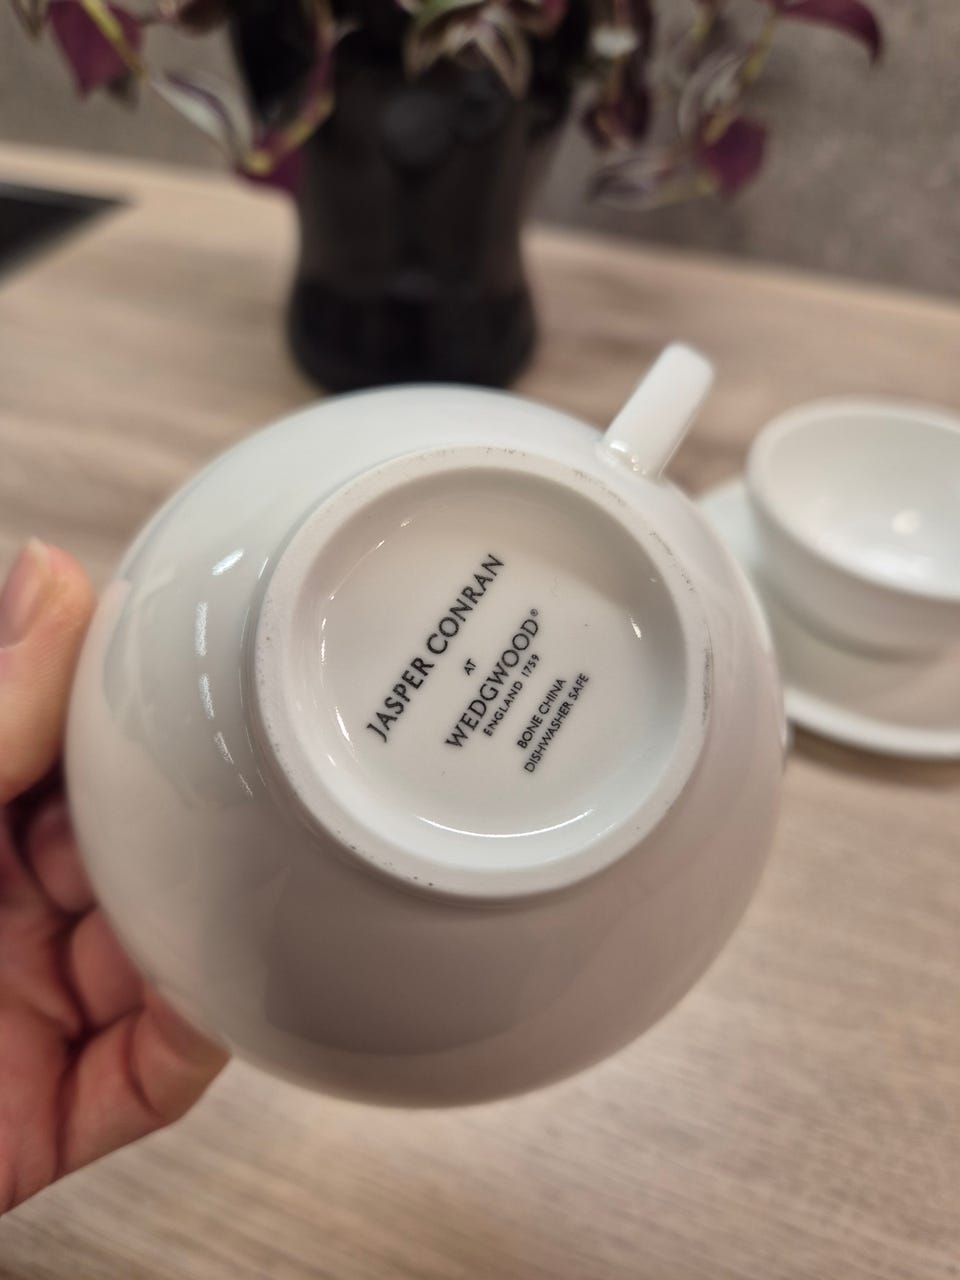 JASPER CONRAN
AT
WEDGWOOD®
ENGLAND 1759
BONE CHINA
DISHWASHER SAFE